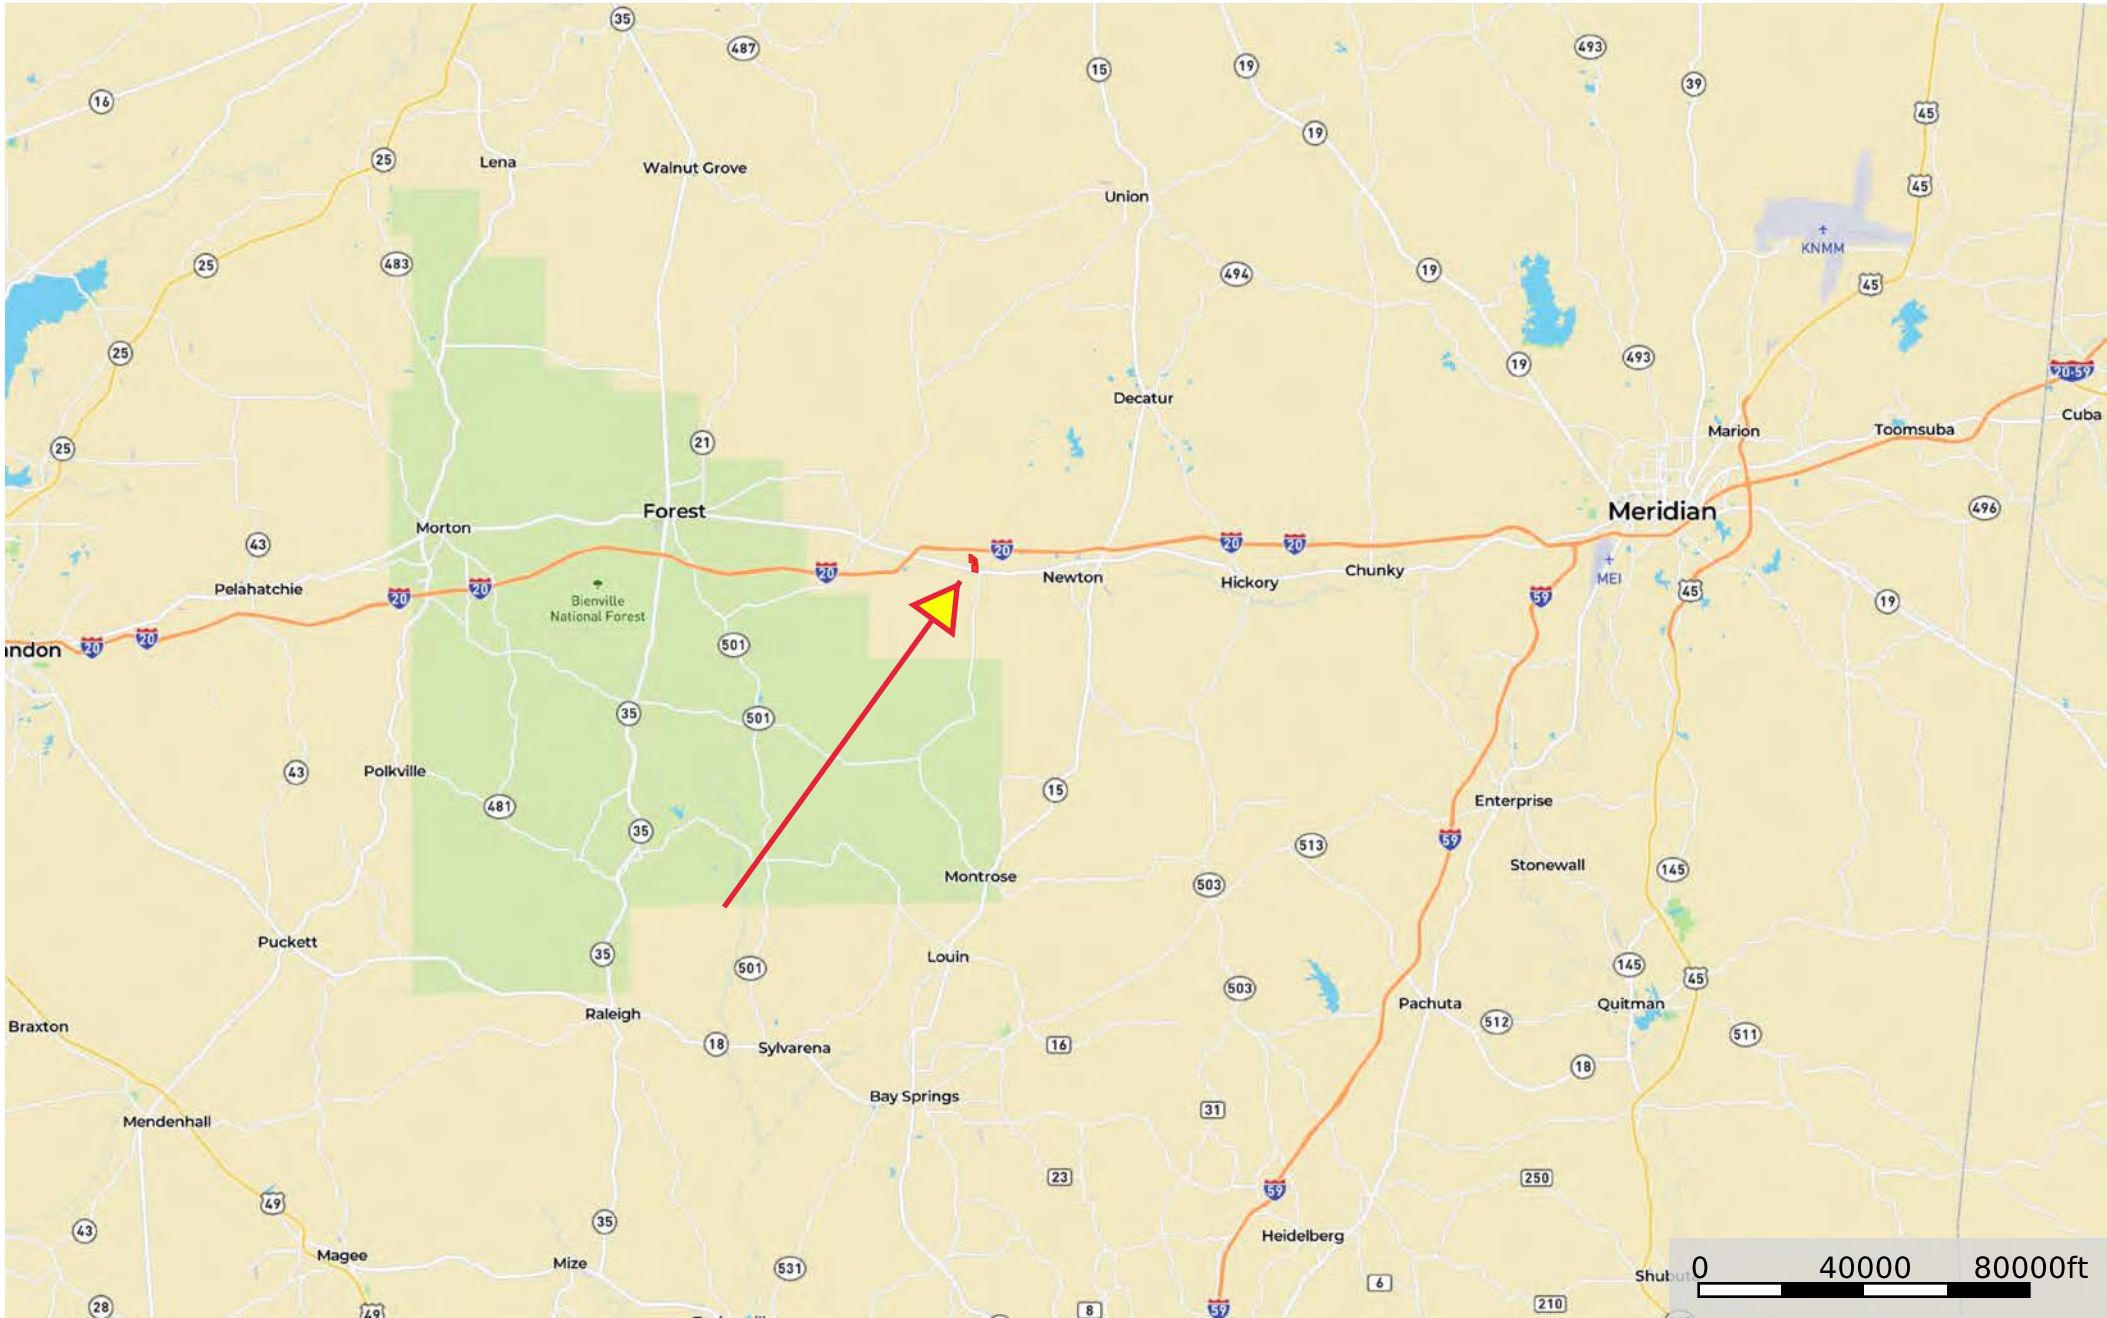 35
487
15
19
493
39
16
45
19
25
Lena
Walnut Grove
45
Union
KNMM
25
483
494
19
45
25
19
493
20-59
Decatur
Cuba
Marion
Toomsuba
25
21
Forest
Meridian
496
Morton
43
20
20
20
20
MEI
Pelahatchie
20
20
Newton
Hickory
Chunky
59
45
19
Bienville
National Forest
20
20
501
35
501
43
Polkville
15
481
Enterprise
35
59
513
Stonewall
145
Montrose
503
Puckett
35
501
Louin
145
45
503
Pachuta
Quitman
Braxton
Raleigh
512
511
18
Sylvarena
16
18
Bay Springs
31
Mendenhall
23
59
250
49
43
35
Heidelberg
Magee
Mize
531
6
0 40000 80000ft
28
49
8
59
210